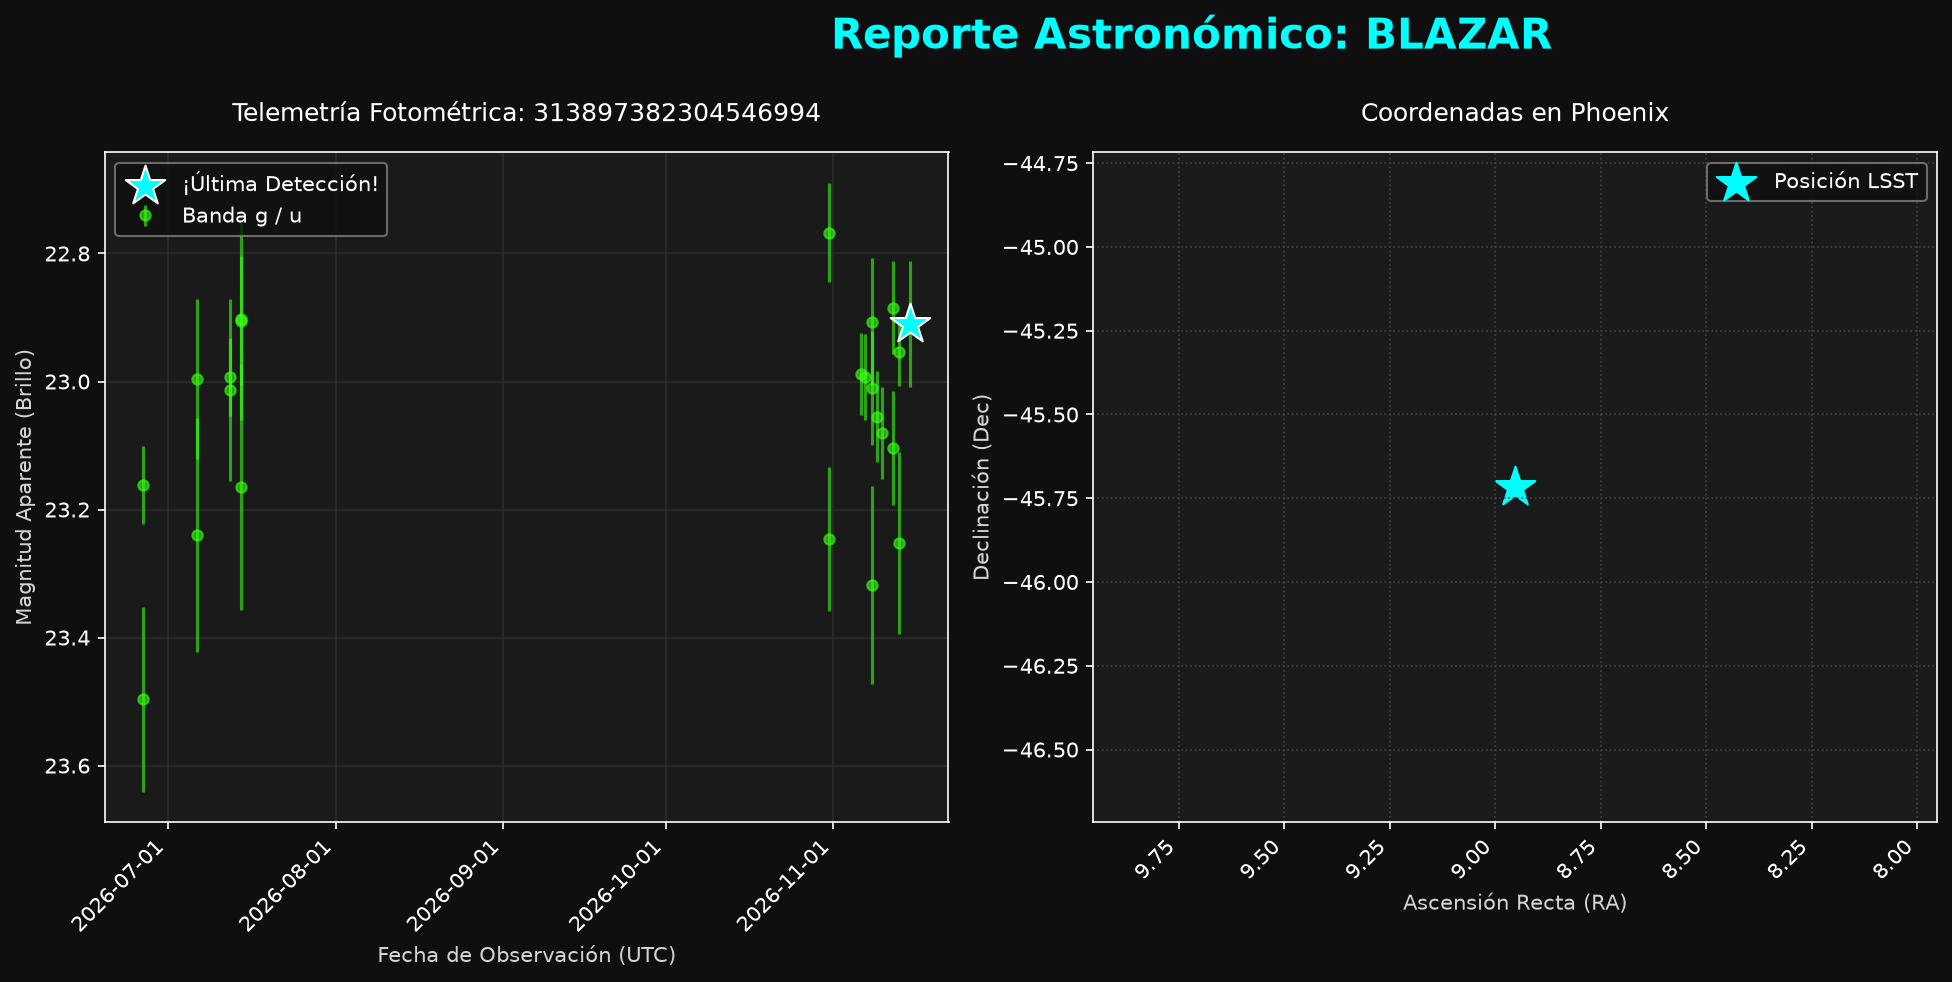 Reporte Astronómico: BLAZAR
Telemetría Fotométrica: 313897382304546994
¡Última Detección!
Banda g / u
22.8
23.0
23.2
23.4
23.6
Magnitud Aparente (Brillo)
2026-07-01
2026-08-01
2026-09-01
2026-10-01
2026-11-01
Fecha de Observación (UTC)
Coordenadas en Phoenix
Posición LSST
−44.75
−45.00
−45.25
−45.50
−45.75
−46.00
−46.25
−46.50
Declinación (Dec)
9.75
9.50
9.25
9.00
8.75
8.50
8.25
8.00
Ascensión Recta (RA)